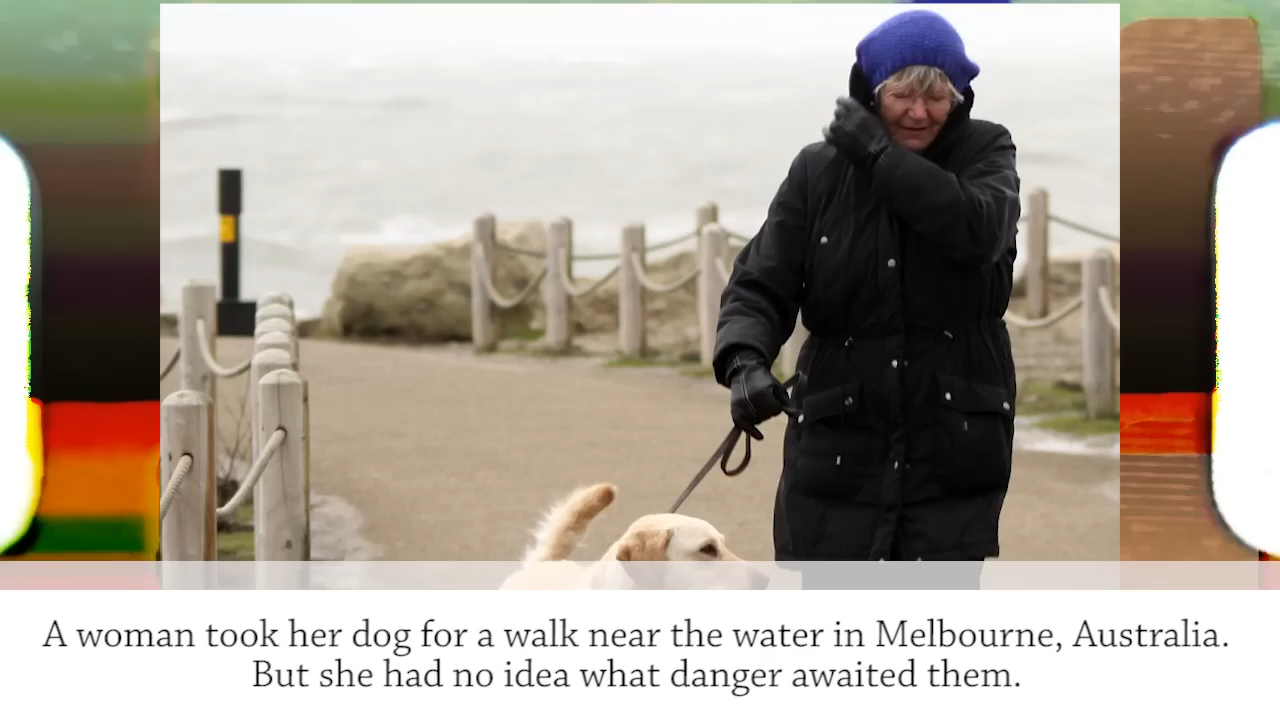 A woman took her dog for a walk near the water in Melbourne, Australia.
But she had no idea what danger awaited them.